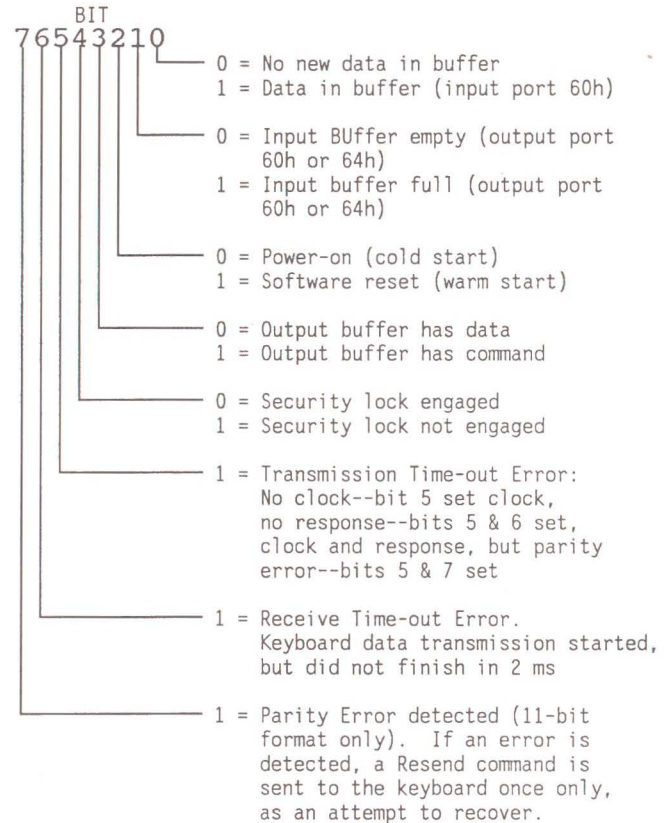 BIT
76543210
0 = No new data in buffer
1 = Data in buffer (input port 60h)
0 = Input BUffer empty (output port
60h or 64h)
1 = Input buffer full (output port
60h or 64h)
0 = Power-on (cold start)
1 = Software reset (warm start)
0 = Output buffer has data
1 = Output buffer has command
0 = Security lock engaged
1 = Security lock not engaged
1 = Transmission Time-out Error:
No clock--bit 5 set clock,
no response--bits 5 & 6 set,
clock and response, but parity
error--bits 5 & 7 set
1 = Receive Time-out Error.
Keyboard data transmission started,
but did not finish in 2 ms
1 = Parity Error detected (11-bit
format only).  If an error is
detected, a Resend command is
sent to the keyboard once only,
as an attempt to recover.